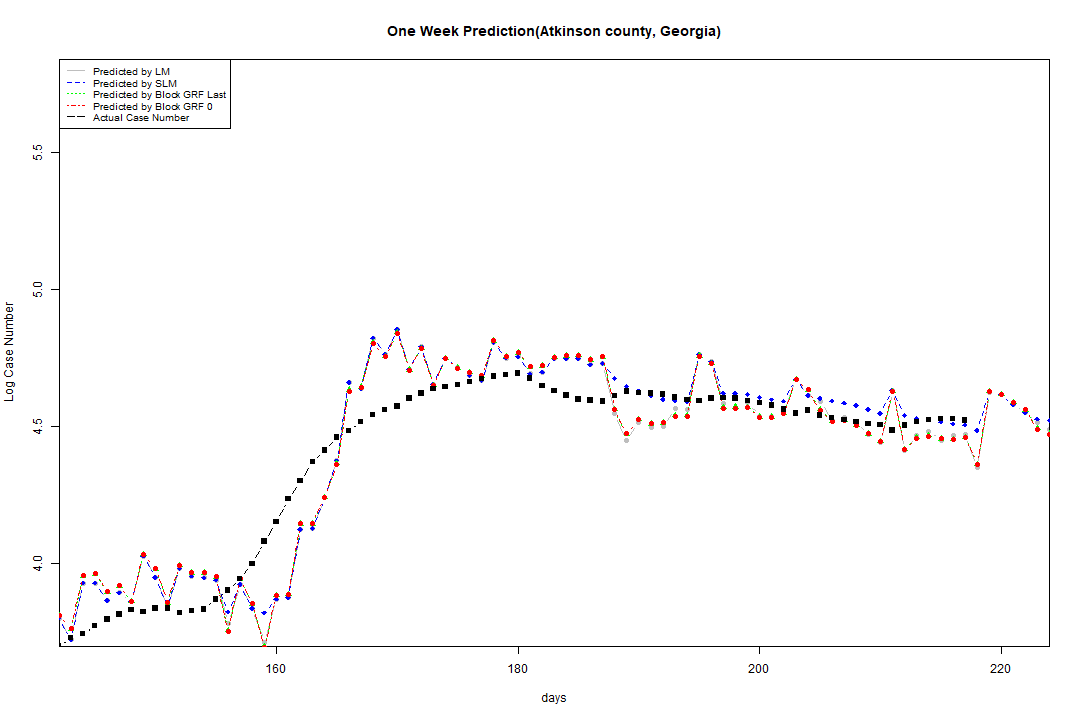 One Week Prediction(Atkinson county, Georgia)
Predicted by LM
Predicted by SLM
Predicted by Block GRF Last
Predicted by Block GRF 0
Actual Case Number
Log Case Number
5.5
5.0
4.5
4.0
160
180
200
220
days